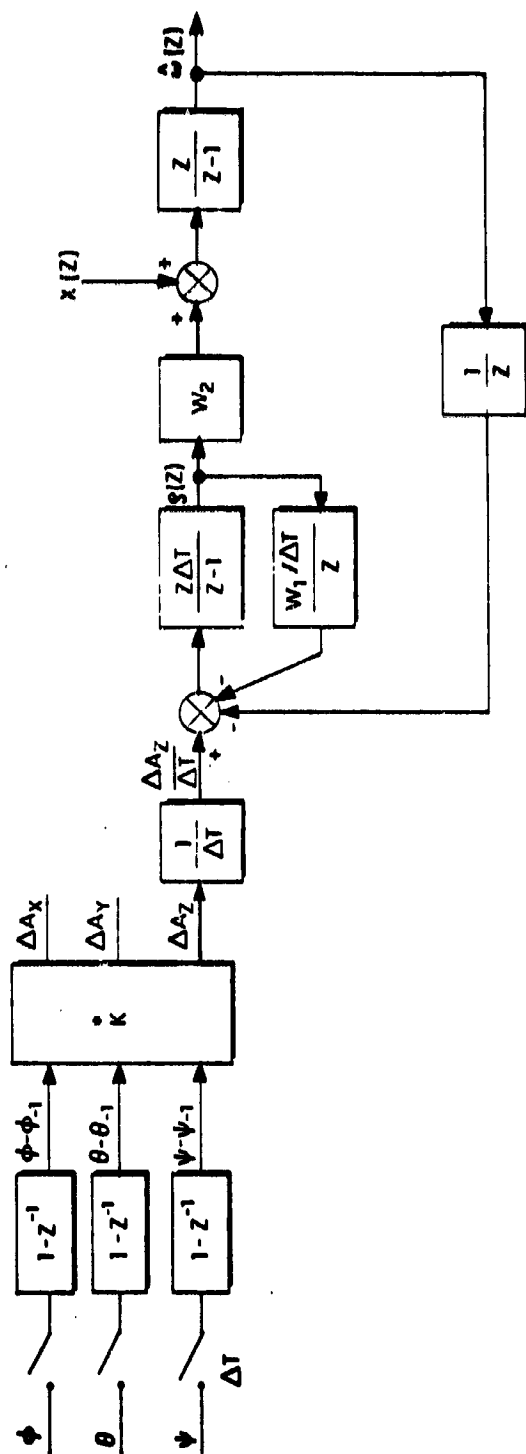 ϕ
1-Z⁻¹
ϕ-ϕ₋₁
θ
1-Z⁻¹
θ-θ₋₁
ψ
ΔT
1-Z⁻¹
ψ-ψ₋₁
*K
ΔA_X
ΔA_Y
ΔA_Z
1
ΔT
ΔA_Z
ΔT
+
-
-
ZΔT
Z-1
W₁/ΔT
Z
W₂
X(Z)
+
+
Z
Z-1
1
Z